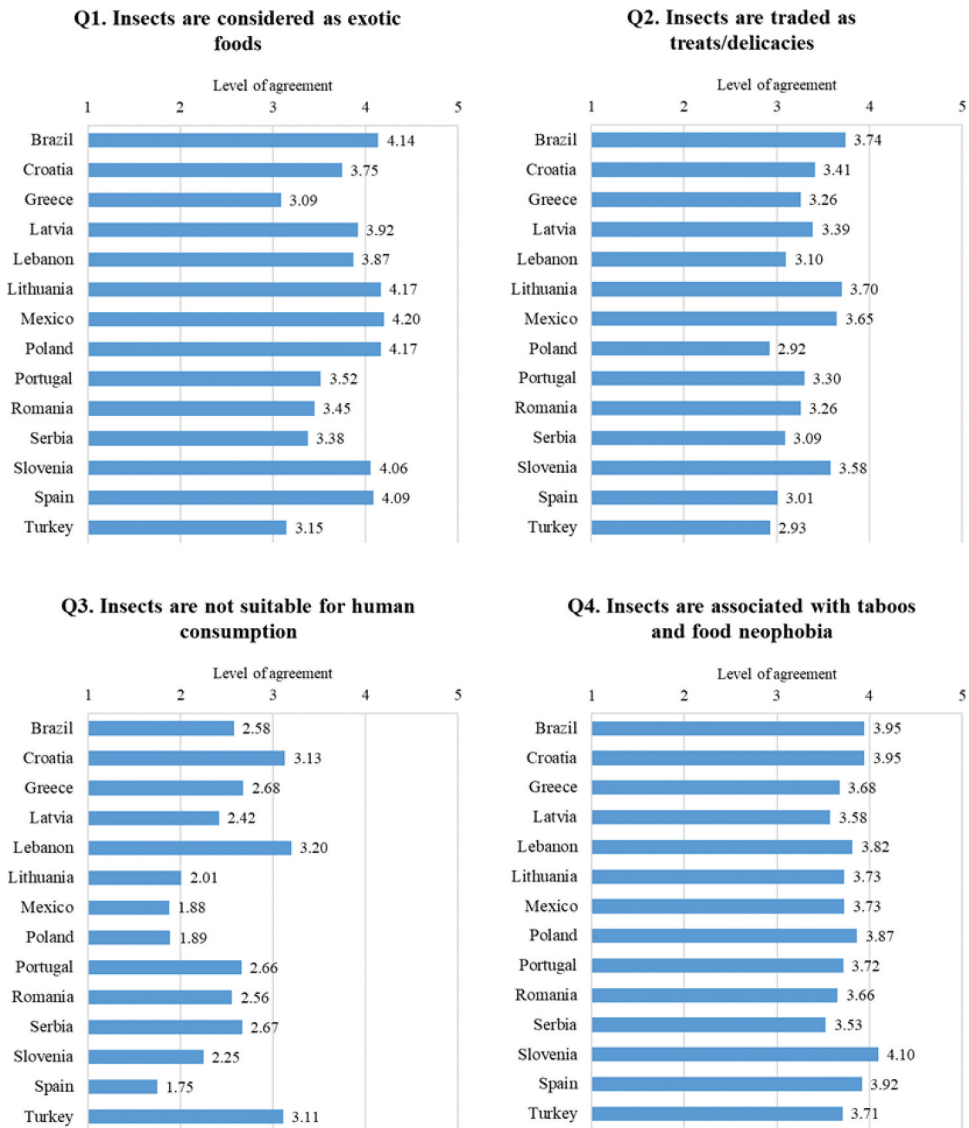 Q1. Insects are considered as exotic
foods
Level of agreement
1 2 3 4 5
Brazil 4.14
Croatia 3.75
Greece 3.09
Latvia 3.92
Lebanon 3.87
Lithuania 4.17
Mexico 4.20
Poland 4.17
Portugal 3.52
Romania 3.45
Serbia 3.38
Slovenia 4.06
Spain 4.09
Turkey 3.15
Q2. Insects are traded as
treats/delicacies
Level of agreement
1 2 3 4 5
Brazil 3.74
Croatia 3.41
Greece 3.26
Latvia 3.39
Lebanon 3.10
Lithuania 3.70
Mexico 3.65
Poland 2.92
Portugal 3.30
Romania 3.26
Serbia 3.09
Slovenia 3.58
Spain 3.01
Turkey 2.93
Q3. Insects are not suitable for human
consumption
Level of agreement
1 2 3 4 5
Brazil 2.58
Croatia 3.13
Greece 2.68
Latvia 2.42
Lebanon 3.20
Lithuania 2.01
Mexico 1.88
Poland 1.89
Portugal 2.66
Romania 2.56
Serbia 2.67
Slovenia 2.25
Spain 1.75
Turkey 3.11
Q4. Insects are associated with taboos
and food neophobia
Level of agreement
1 2 3 4 5
Brazil 3.95
Croatia 3.95
Greece 3.68
Latvia 3.58
Lebanon 3.82
Lithuania 3.73
Mexico 3.73
Poland 3.87
Portugal 3.72
Romania 3.66
Serbia 3.53
Slovenia 4.10
Spain 3.92
Turkey 3.71